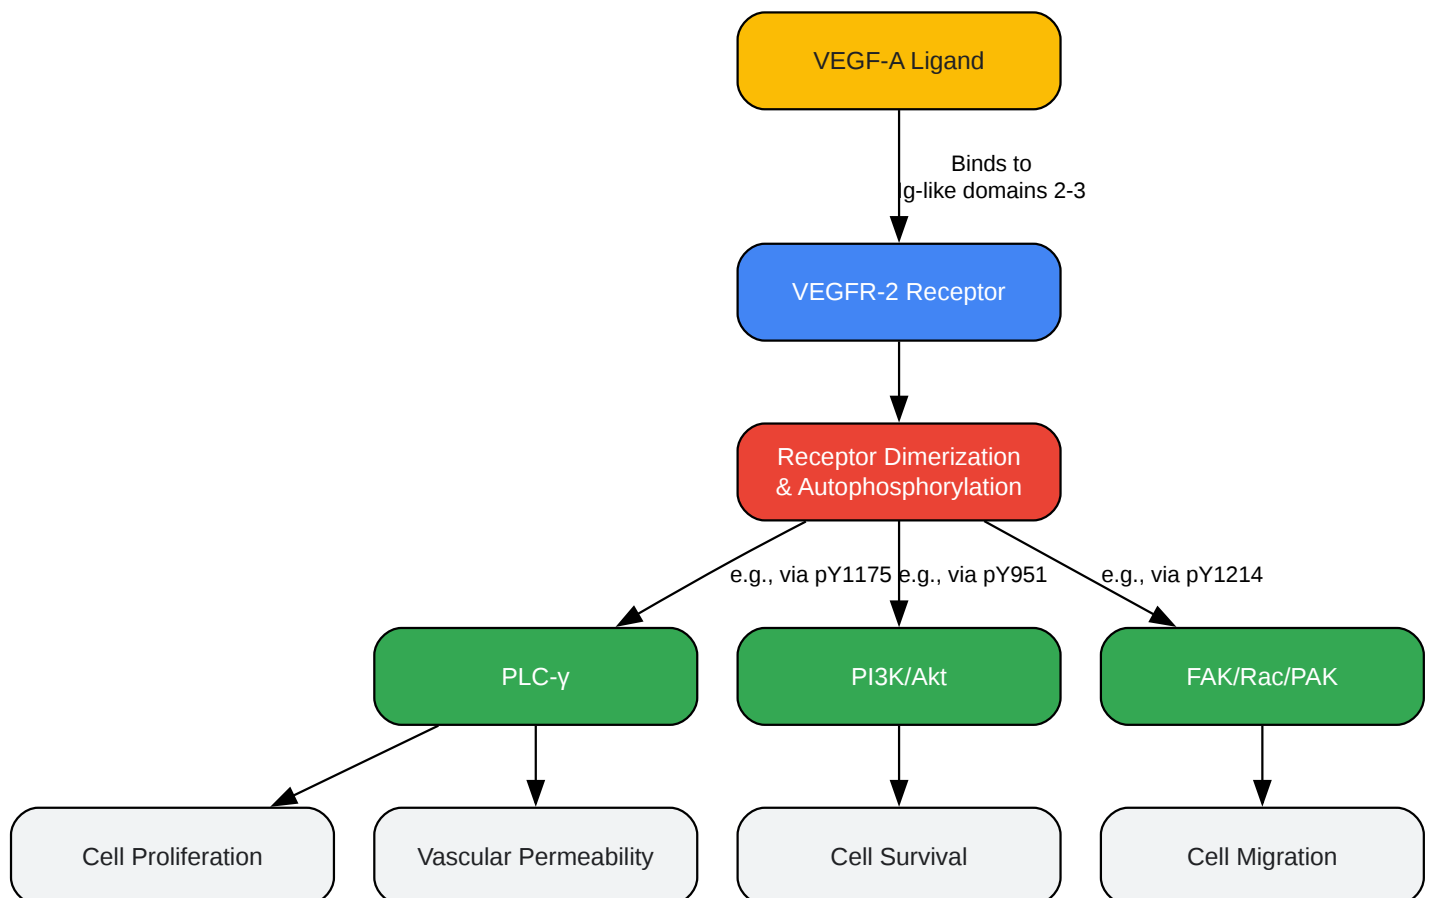 VEGF-A Ligand
Binds to
Ig-like domains 2-3
VEGFR-2 Receptor
Receptor Dimerization
& Autophosphorylation
e.g., via pY1175
e.g., via pY951
e.g., via pY1214
PLC-γ
PI3K/Akt
FAK/Rac/PAK
Cell Proliferation
Vascular Permeability
Cell Survival
Cell Migration